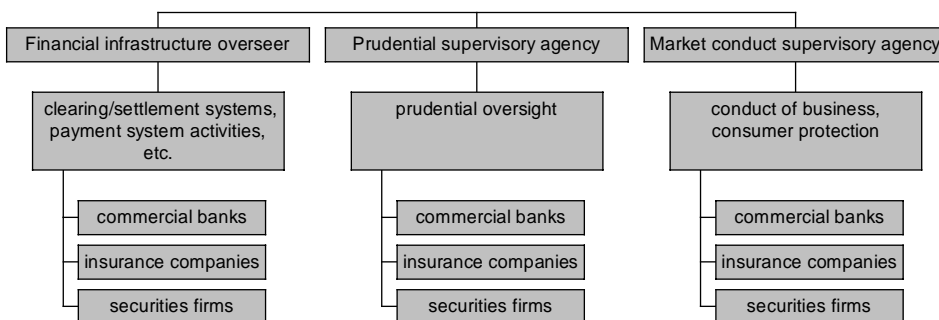 Financial infrastructure overseer
Prudential supervisory agency
Market conduct supervisory agency
clearing/settlement systems,
payment system activities,
etc.
prudential oversight
conduct of business,
consumer protection
commercial banks
insurance companies
securities firms
commercial banks
insurance companies
securities firms
commercial banks
insurance companies
securities firms